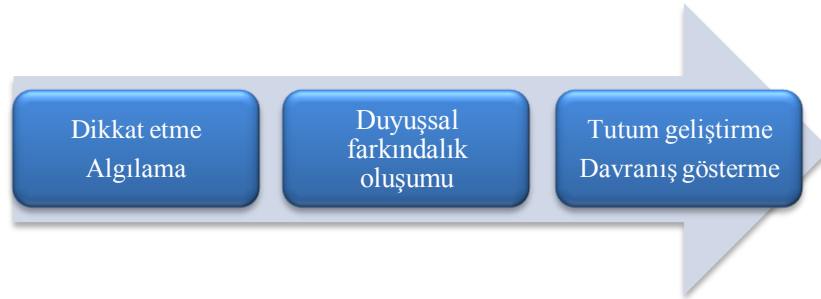 Dikkat etme
Algılama
Duyuşsal
farkındalık
oluşumu
Tutum geliştirme
Davranış gösterme